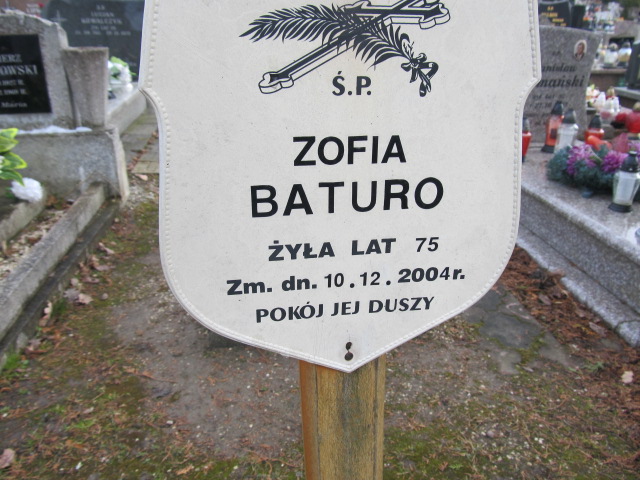 Ś.P.
ZOFIA
BATURO
ŻYŁA LAT 75
Zm. dn. 10.12.2004r.
POKÓJ JEJ DUSZY